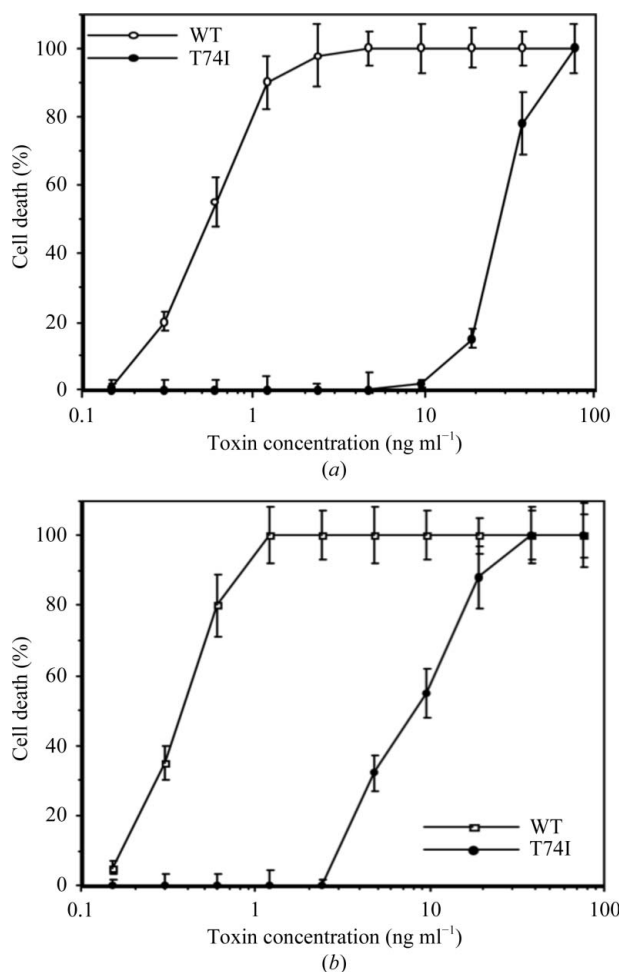 WT
T74I
100
80
60
40
20
0
Cell death (%)
0.1 1 10 100
Toxin concentration (ng ml⁻¹)
(a)
100
80
60
40
20
0
Cell death (%)
WT
T74I
0.1 1 10 100
Toxin concentration (ng ml⁻¹)
(b)